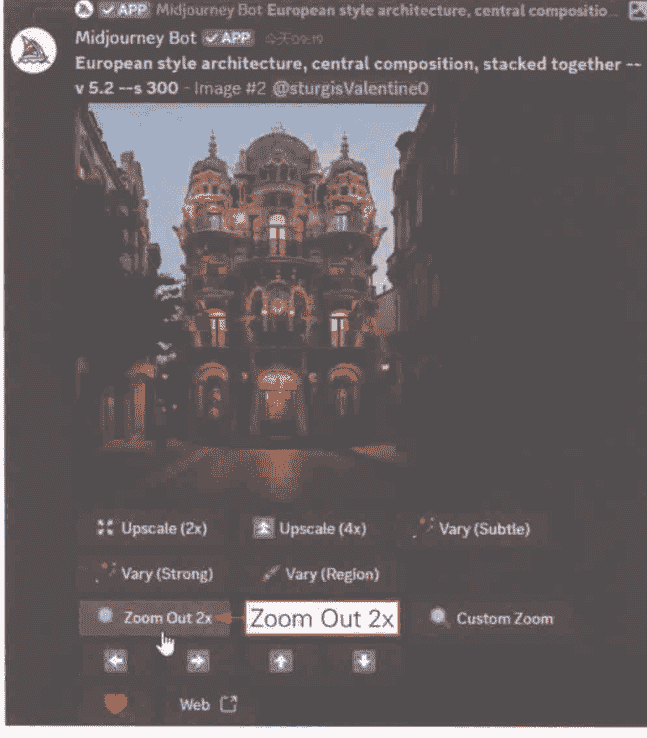 ✓ APP Midjourney Bot European style architecture, central compositio...
Midjourney Bot ✓ APP 今天09:19
European style architecture, central composition, stacked together --
v 5.2 --s 300 - Image #2 @sturgisValentine0
Upscale (2x) Upscale (4x) Vary (Subtle)
Vary (Strong) Vary (Region)
Zoom Out 2x Zoom Out 2x Custom Zoom
Web